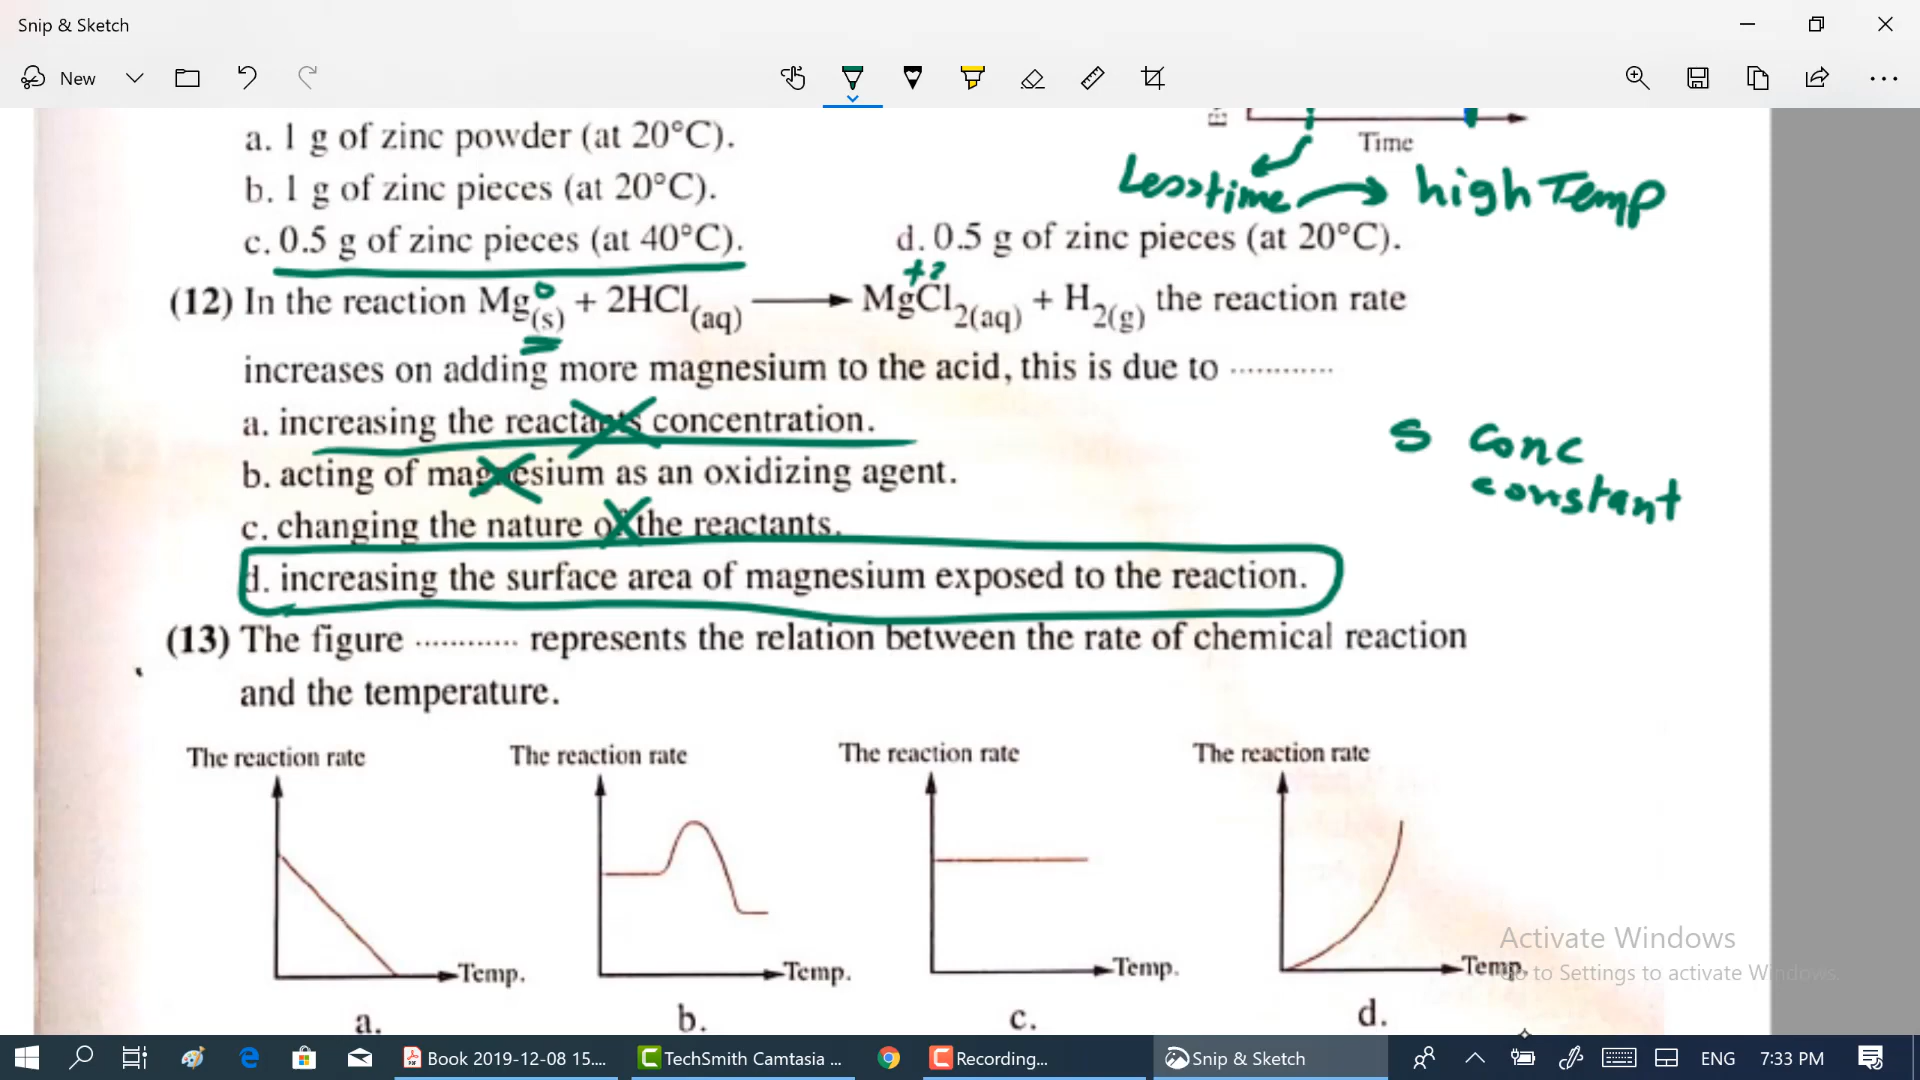 Snip & Sketch
New
a. 1 g of zinc powder (at 20°C).
Time
b. 1 g of zinc pieces (at 20°C).
Less time → high Temp
c. 0.5 g of zinc pieces (at 40°C).
d. 0.5 g of zinc pieces (at 20°C).
0
+2
(12) In the reaction Mg(s) + 2HCl(aq) → MgCl2(aq) + H2(g) the reaction rate
increases on adding more magnesium to the acid, this is due to ............
a. increasing the reactants concentration.
s conc
constant
b. acting of magnesium as an oxidizing agent.
c. changing the nature of the reactants.
d. increasing the surface area of magnesium exposed to the reaction.
(13) The figure ............ represents the relation between the rate of chemical reaction
and the temperature.
The reaction rate The reaction rate The reaction rate The reaction rate
Temp. Temp. Temp. Temp.
a. b. c. d.
Activate Windows
Go to Settings to activate Windows.
Book 2019-12-08 15....
TechSmith Camtasia ...
Recording...
Snip & Sketch
ENG
7:33 PM